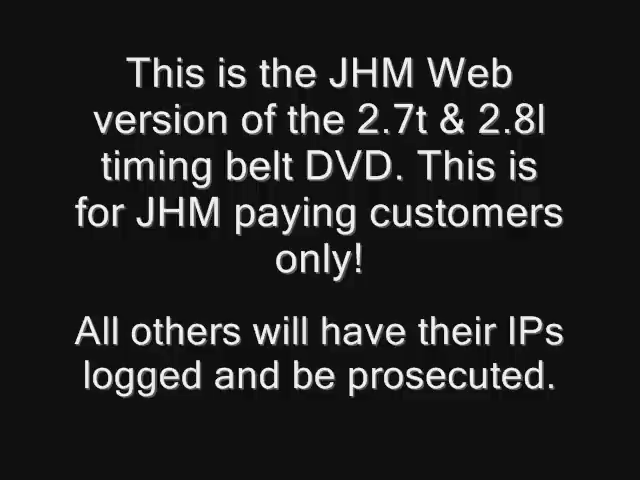 This is the JHM Web
version of the 2.7t & 2.8l
timing belt DVD. This is
for JHM paying customers
only!
All others will have their IPs
logged and be prosecuted.